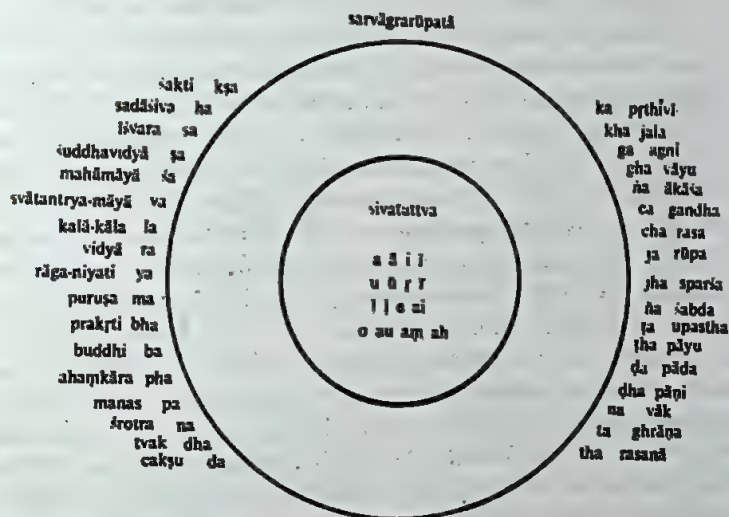 sarvāgrarūpatā
śakti kṣa
sadāśiva ha
īśvara sa
śuddhavidyā ṣa
mahāmāyā śa
svātantrya-māyā va
kalā-kāla la
vidyā ra
rāga-niyati ya
puruṣa ma
prakṛti bha
buddhi ba
ahaṃkāra pha
manas pa
śrotra na
tvak dha
cakṣu da
śivatattva
a ā i ī
u ū ṛ ṝ
ḷ e ai
o au aṃ ah
ka pṛthivī
kha jala
ga agni
gha vāyu
ṅa ākāśa
ca gandha
cha rasa
ja rūpa
jha sparśa
ña śabda
ṭa upastha
ṭha pāyu
ḍa pāda
ḍha pāṇi
na vāk
ta ghrāṇa
tha rasanā